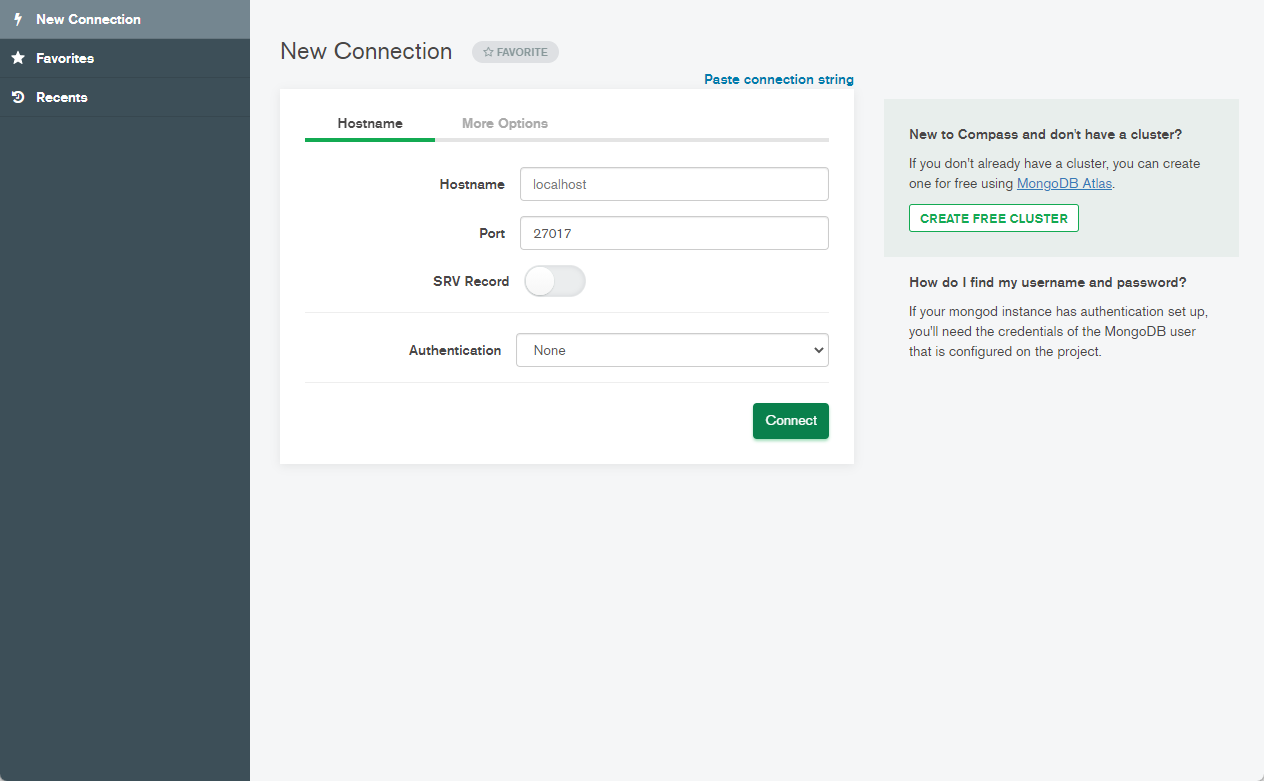 New Connection
Favorites
Recents
New Connection
FAVORITE
Paste connection string
Hostname
More Options
Hostname
localhost
Port
27017
SRV Record
Authentication
None
Connect
New to Compass and don't have a cluster?
If you don't already have a cluster, you can create
one for free using MongoDB Atlas.
CREATE FREE CLUSTER
How do I find my username and password?
If your mongod instance has authentication set up,
you'll need the credentials of the MongoDB user
that is configured on the project.